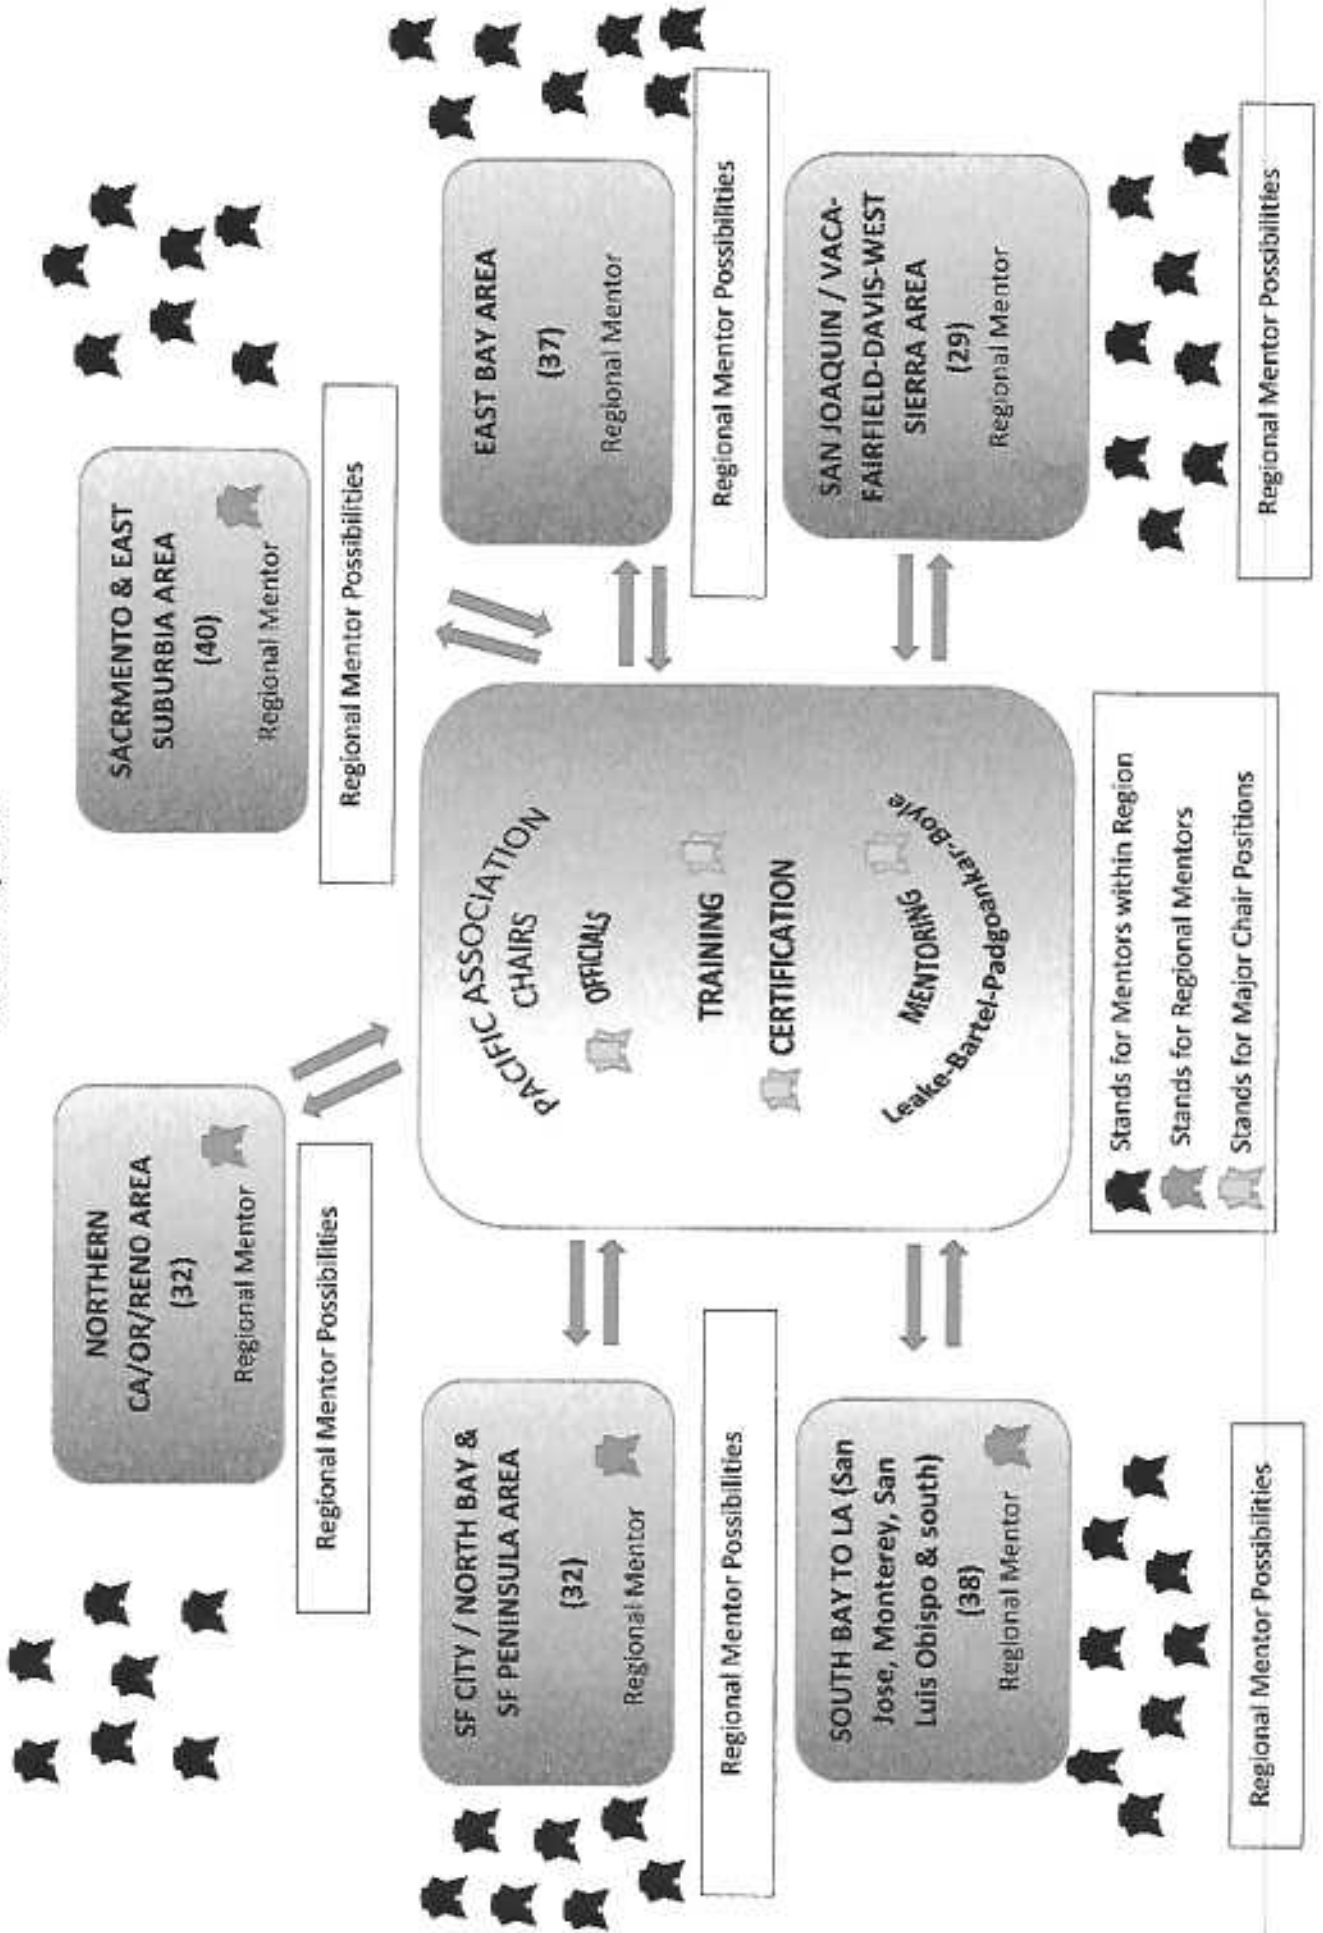 NORTHERN
CA/OR/RENO AREA
(32)
Regional Mentor
Regional Mentor Possibilities
SACRMENTO & EAST
SUBURBIA AREA
(40)
Regional Mentor
Regional Mentor Possibilities
SF CITY / NORTH BAY &
SF PENINSULA AREA
(32)
Regional Mentor
Regional Mentor Possibilities
PACIFIC ASSOCIATION
CHAIRS
OFFICIALS
TRAINING
CERTIFICATION
MENTORING
Leake-Bartel-Padgoankar-Boyle
EAST BAY AREA
(37)
Regional Mentor
Regional Mentor Possibilities
SOUTH BAY TO LA (San
Jose, Monterey, San
Luis Obispo & south)
(38)
Regional Mentor
Regional Mentor Possibilities
SAN JOAQUIN / VACA-
FAIRFIELD-DAVIS-WEST
SIERRA AREA
(29)
Regional Mentor
Regional Mentor Possibilities
Stands for Mentors within Region
Stands for Regional Mentors
Stands for Major Chair Positions